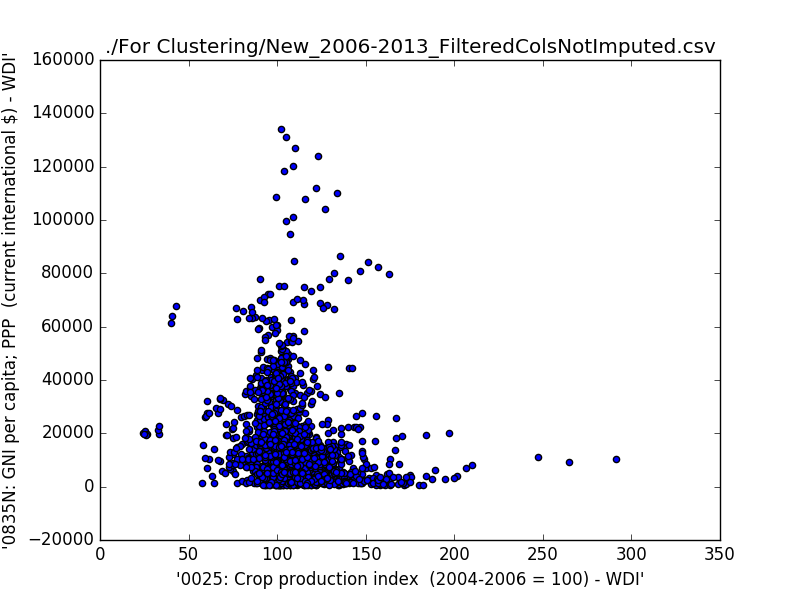 ./For Clustering/New_2006-2013_FilteredColsNotImputed.csv
'0835N: GNI per capita; PPP  (current international $) - WDI'
160000
140000
120000
100000
80000
60000
40000
20000
0
−20000
0 50 100 150 200 250 300 350
'0025: Crop production index  (2004-2006 = 100) - WDI'